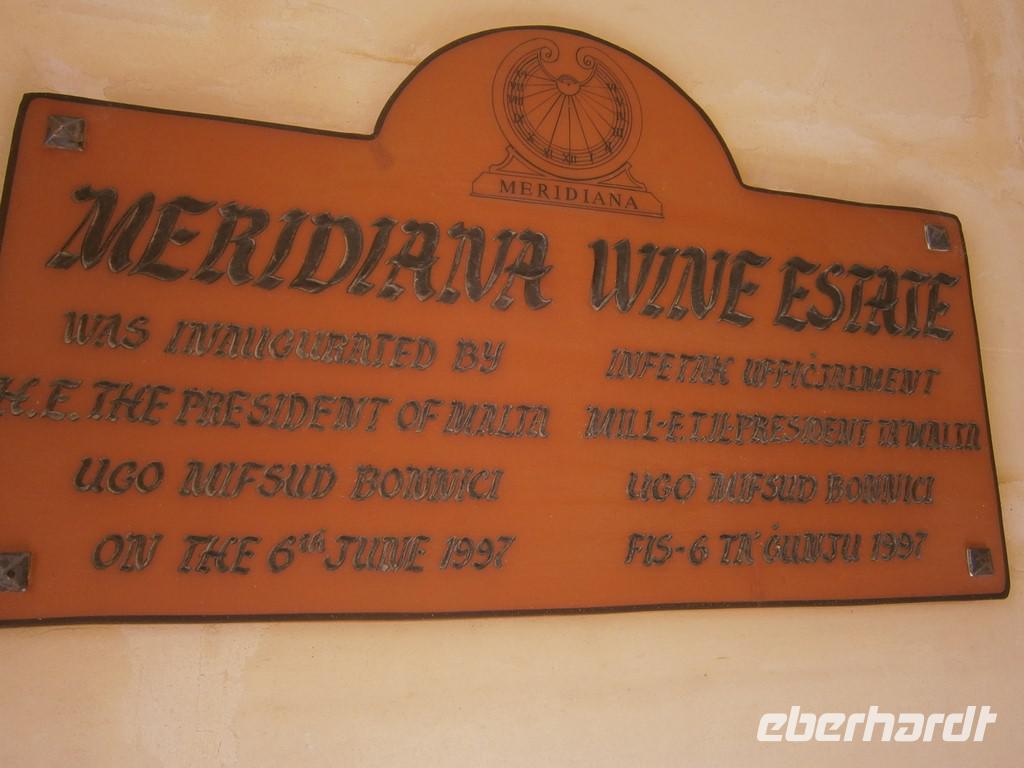 MERIDIANA
MERIDIANA WINE ESTATE
WAS INAUGURATED BY
H.E. THE PRESIDENT OF MALTA
UGO MIFSUD BONNICI
ON THE 6th JUNE 1997
INFETAĦ UFFIĊJALMENT
MILL-E.T. IL-PRESIDENT TA' MALTA
UGO MIFSUD BONNICI
FIS-6 TA' ĠUNJU 1997
eberhardt